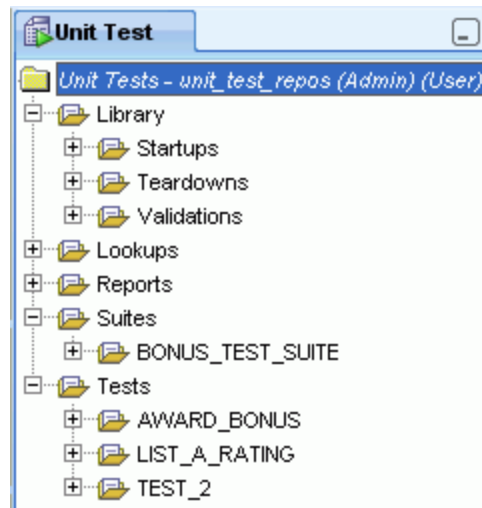 Unit Test
Unit Tests - unit_test_repos (Admin) (User)
Library
Startups
Teardowns
Validations
Lookups
Reports
Suites
BONUS_TEST_SUITE
Tests
AWARD_BONUS
LIST_A_RATING
TEST_2